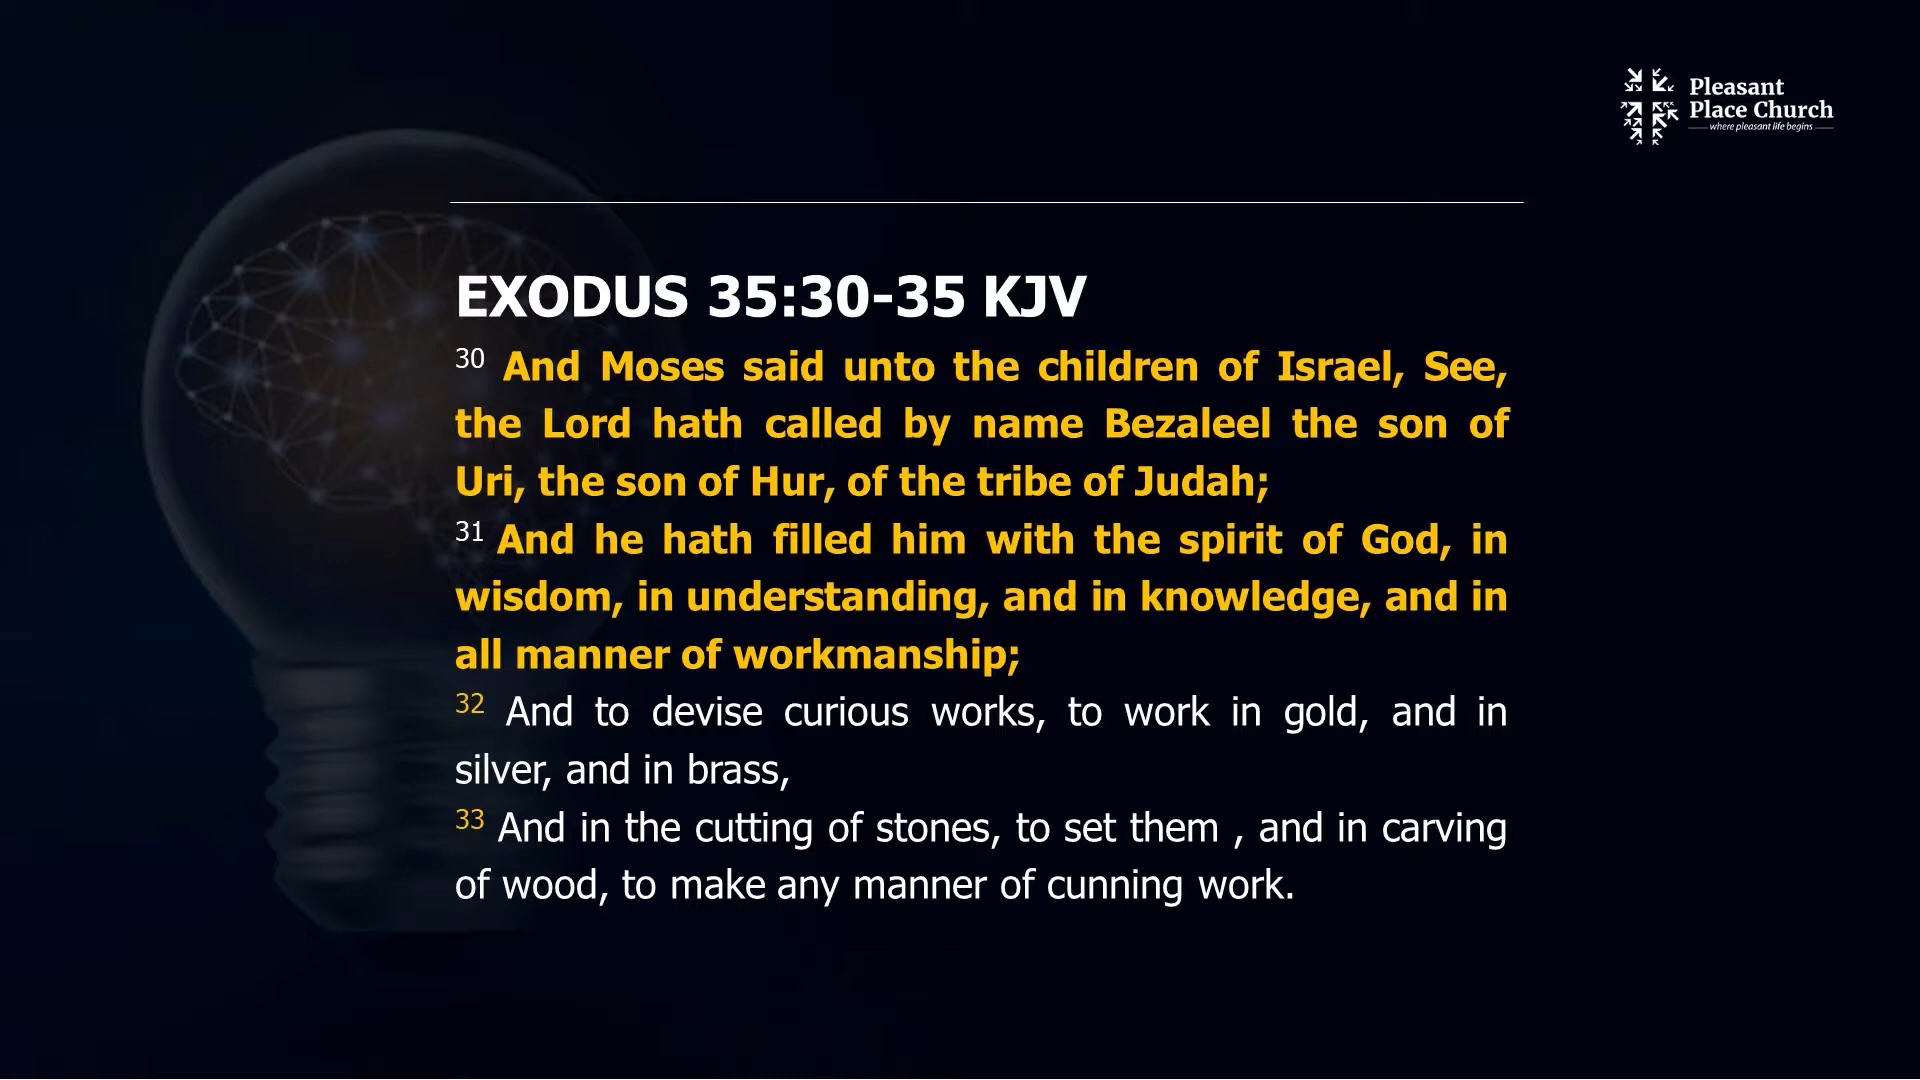 Pleasant
Place Church
where pleasant life begins
EXODUS 35:30-35 KJV
30 And Moses said unto the children of Israel, See,
the Lord hath called by name Bezaleel the son of
Uri, the son of Hur, of the tribe of Judah;
31 And he hath filled him with the spirit of God, in
wisdom, in understanding, and in knowledge, and in
all manner of workmanship;
32 And to devise curious works, to work in gold, and in
silver, and in brass,
33 And in the cutting of stones, to set them , and in carving
of wood, to make any manner of cunning work.